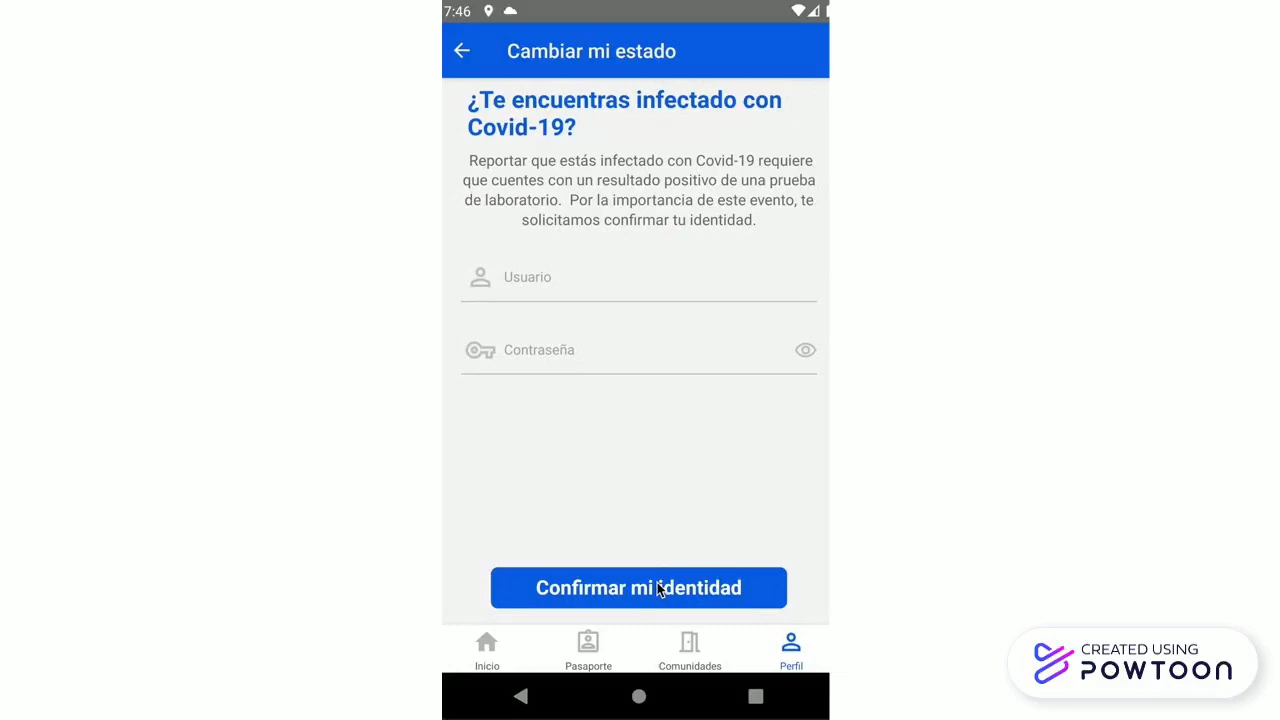 7:46
Cambiar mi estado
¿Te encuentras infectado con
Covid-19?
Reportar que estás infectado con Covid-19 requiere
que cuentes con un resultado positivo de una prueba
de laboratorio. Por la importancia de este evento, te
solicitamos confirmar tu identidad.
Usuario
Contraseña
Confirmar mi identidad
Inicio
Pasaporte
Comunidades
Perfil
CREATED USING
POWTOON